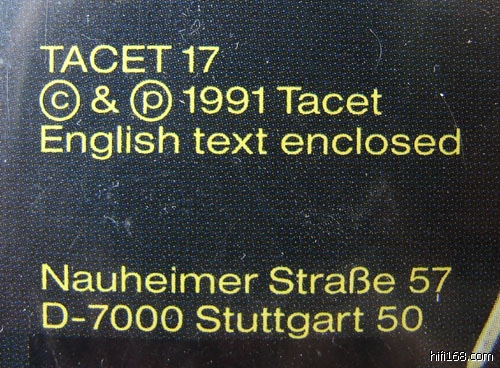 TACET 17
© & ℗ 1991 Tacet
English text enclosed
Nauheimer Straße 57
D-7000 Stuttgart 50
hifi168.com